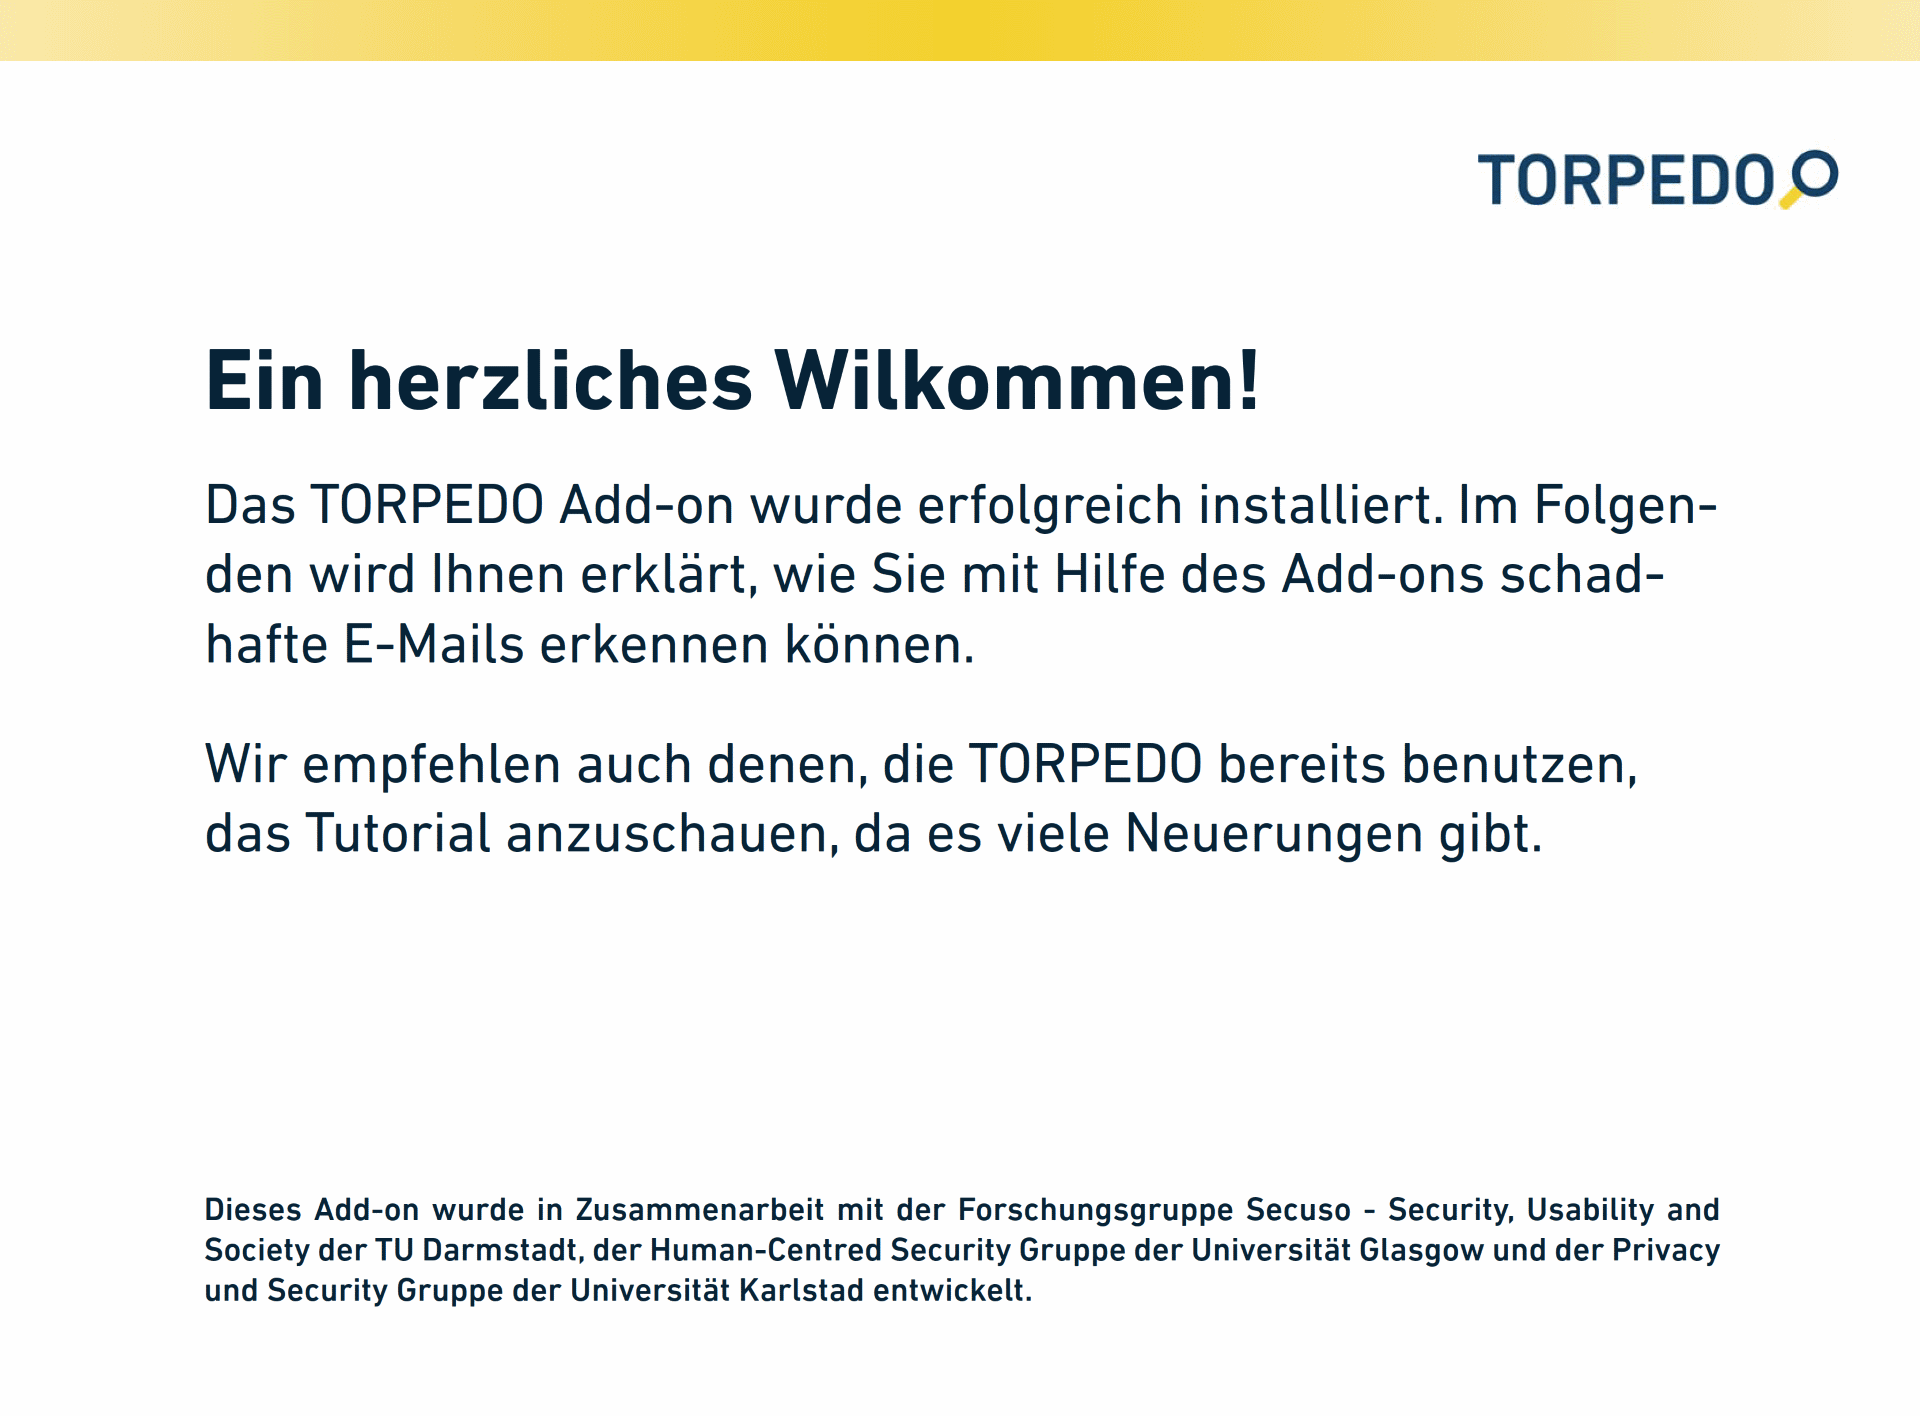 TORPEDO
Ein herzliches Wilkommen!
Das TORPEDO Add-on wurde erfolgreich installiert. Im Folgen-
den wird Ihnen erklärt, wie Sie mit Hilfe des Add-ons schad-
hafte E-Mails erkennen können.
Wir empfehlen auch denen, die TORPEDO bereits benutzen,
das Tutorial anzuschauen, da es viele Neuerungen gibt.
Dieses Add-on wurde in Zusammenarbeit mit der Forschungsgruppe Secuso - Security, Usability and
Society der TU Darmstadt, der Human-Centred Security Gruppe der Universität Glasgow und der Privacy
und Security Gruppe der Universität Karlstad entwickelt.